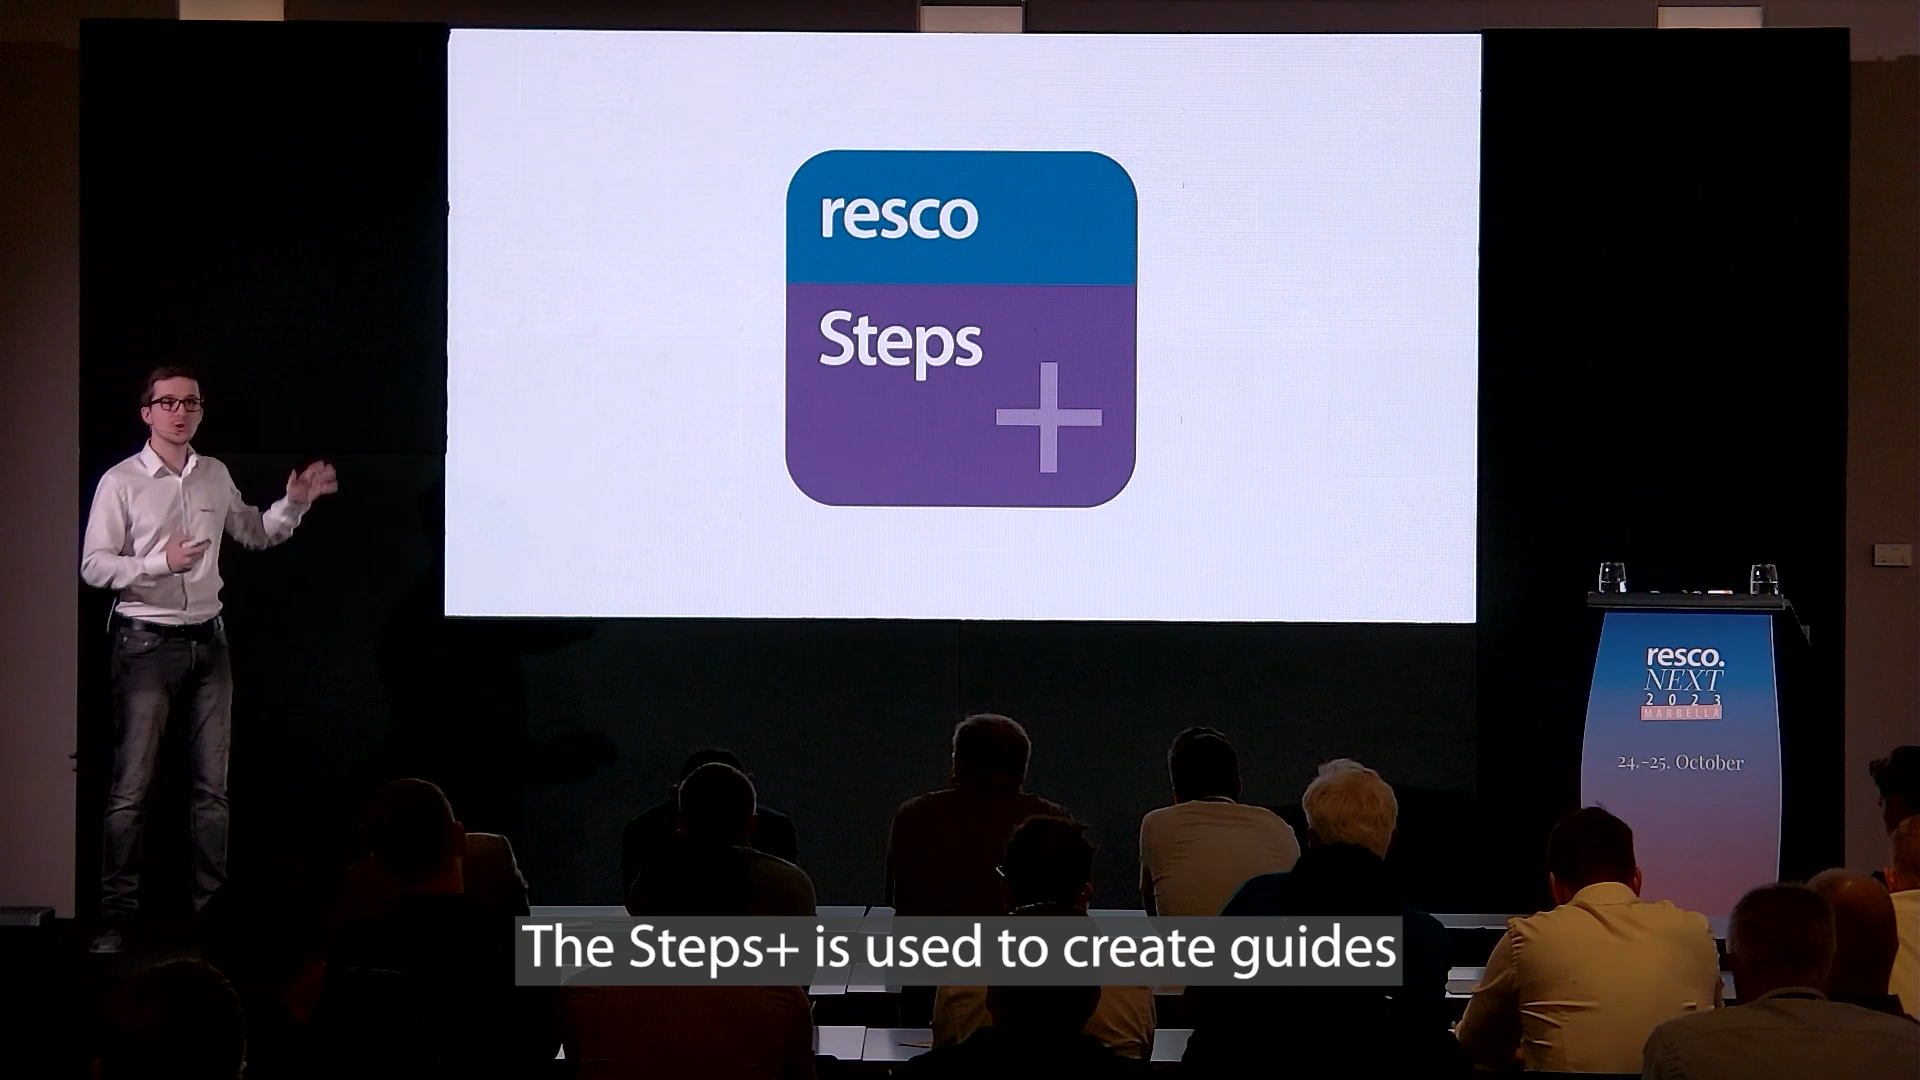 resco
Steps
+
resco.
NEXT
2023
MARBELLA
24.-25. October
The Steps+ is used to create guides